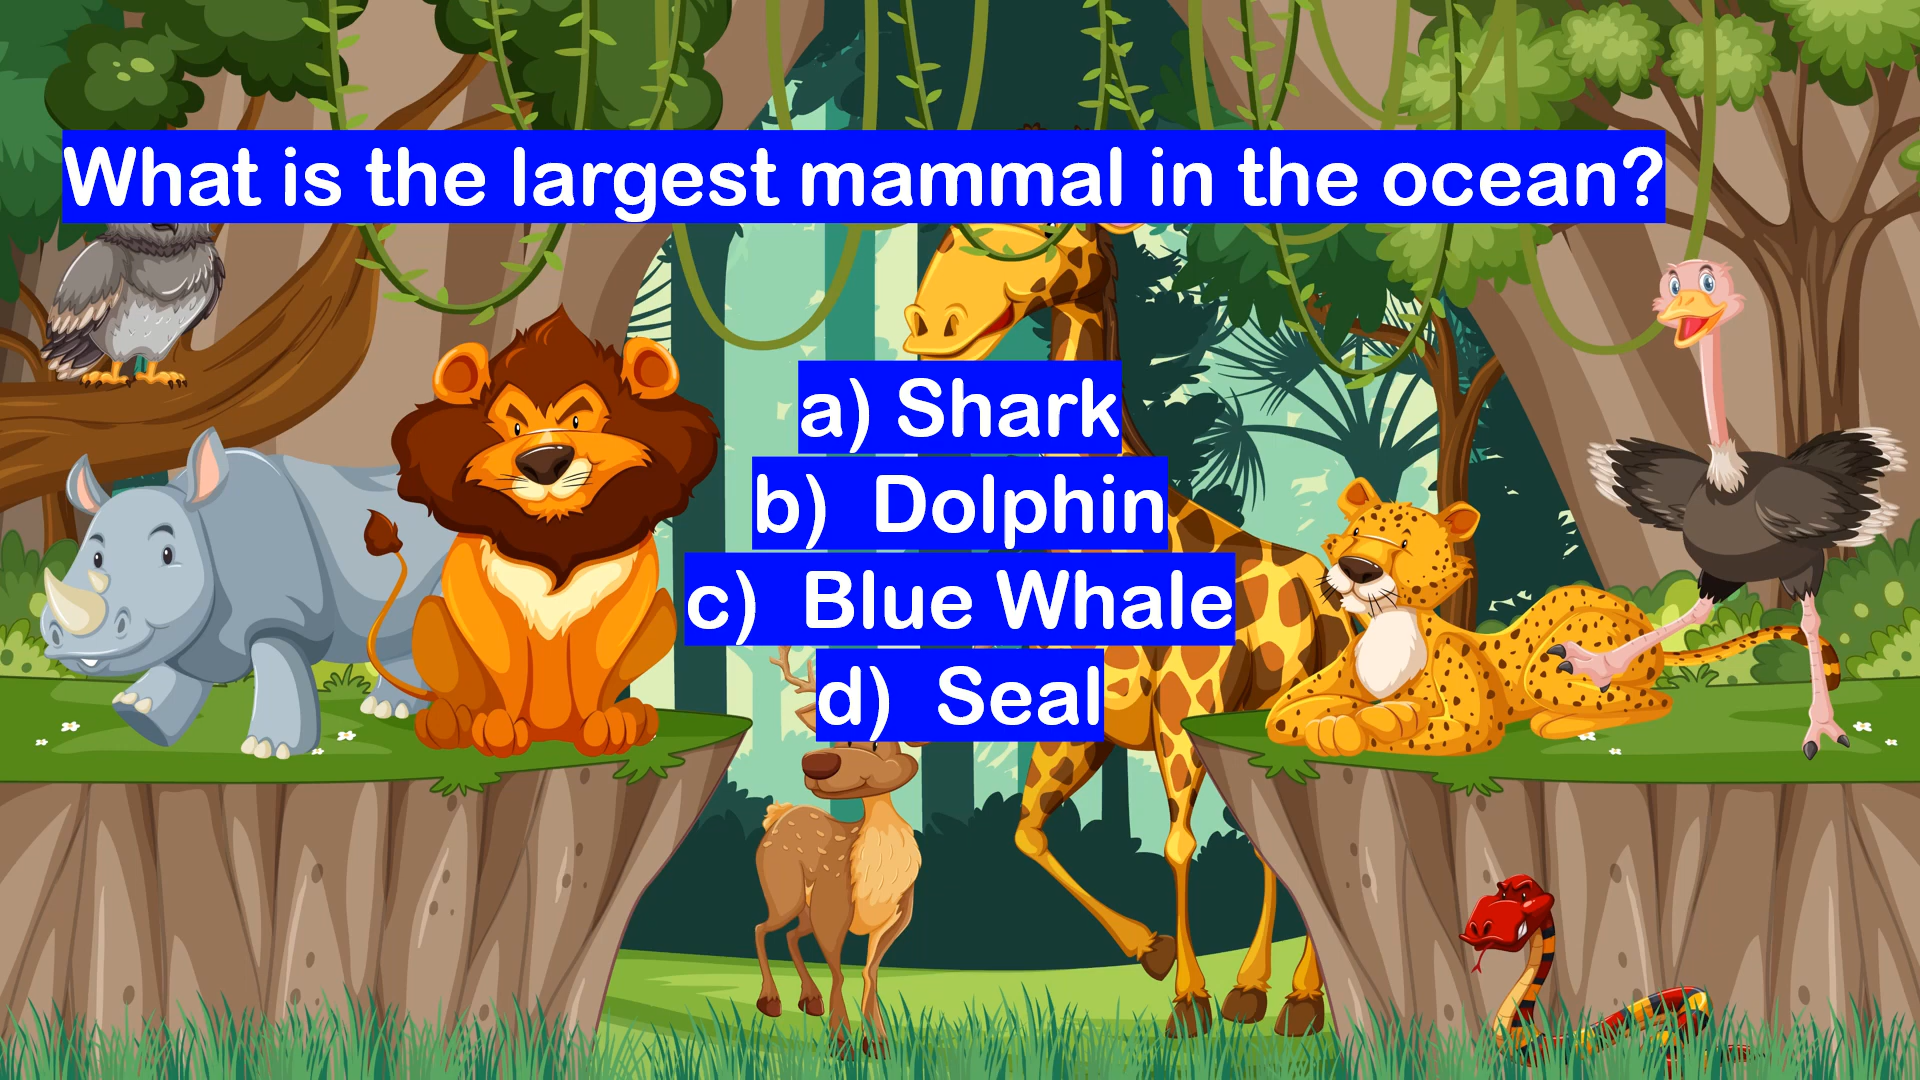 What is the largest mammal in the ocean?
a) Shark
b) Dolphin
c) Blue Whale
d) Seal